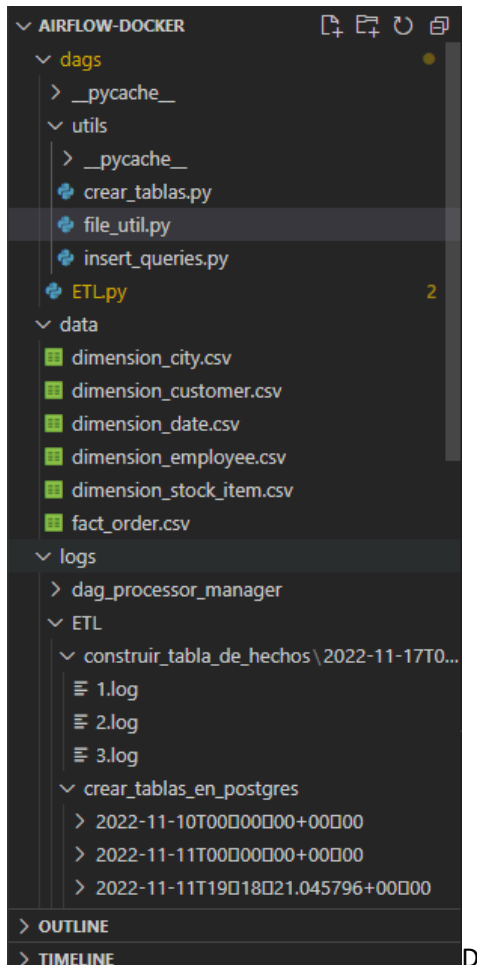 AIRFLOW-DOCKER
dags
__pycache__
utils
__pycache__
crear_tablas.py
file_util.py
insert_queries.py
ETL.py 2
data
dimension_city.csv
dimension_customer.csv
dimension_date.csv
dimension_employee.csv
dimension_stock_item.csv
fact_order.csv
logs
dag_processor_manager
ETL
construir_tabla_de_hechos\2022-11-17T0...
1.log
2.log
3.log
crear_tablas_en_postgres
2022-11-10T00▯00▯00+00▯00
2022-11-11T00▯00▯00+00▯00
2022-11-11T19▯18▯21.045796+00▯00
OUTLINE
TIMELINE
D